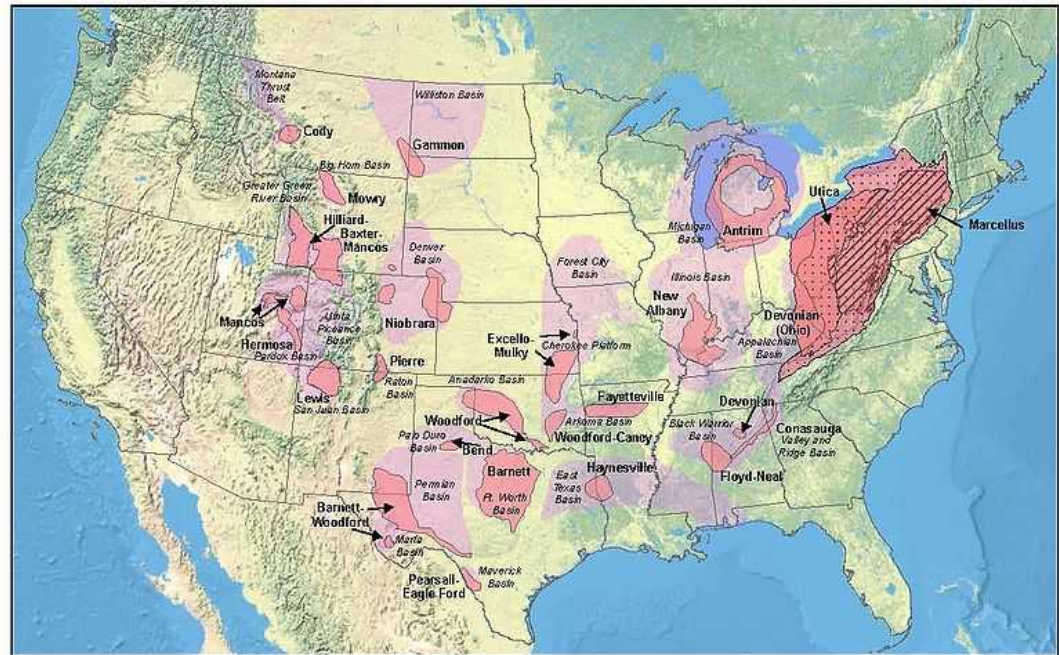 Montana
Thrust
Belt
Williston Basin
Cody
Gammon
Big Horn Basin
Greater Green
River Basin
Mowry
Hilliard-
Baxter-
Mancos
Utica
Marcellus
Antrim
Michigan
Basin
Denver
Basin
Forest City
Basin
Illinois Basin
New
Albany
Devonian
(Ohio)
Appalachian
Basin
Mancos
Uinta
Piceance
Basin
Niobrara
Hermosa
Paradox Basin
Excello-
Mulky
Cherokee Platform
Pierre
Raton
Basin
Lewis
San Juan Basin
Anadarko Basin
Fayetteville
Devonian
Woodford
Arkoma Basin
Woodford-Caney
Black Warrior
Basin
Conasauga
Valley and
Ridge Basin
Palo Duro
Basin
Bend
Barnett
Haynesville
Floyd-Neal
Permian
Basin
Ft. Worth
Basin
East
Texas
Basin
Barnett-
Woodford
Marfa
Basin
Pearsall-
Eagle Ford
Maverick
Basin